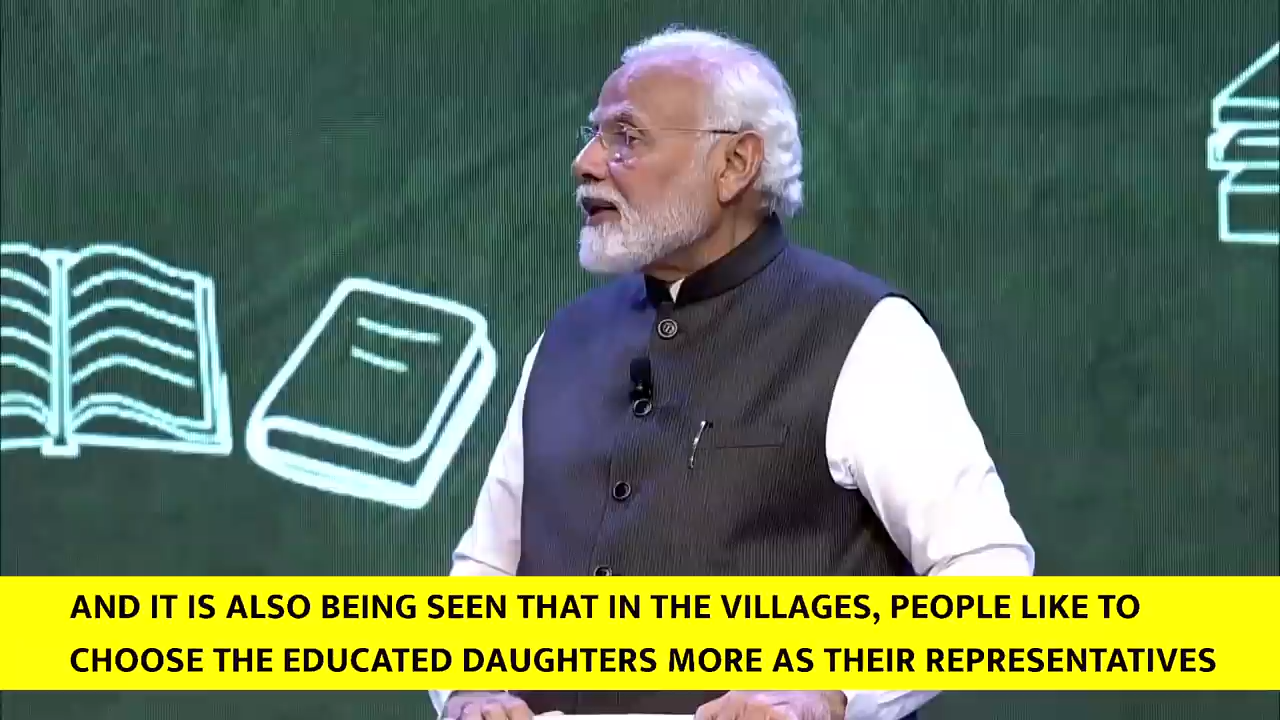 AND IT IS ALSO BEING SEEN THAT IN THE VILLAGES, PEOPLE LIKE TO
CHOOSE THE EDUCATED DAUGHTERS MORE AS THEIR REPRESENTATIVES